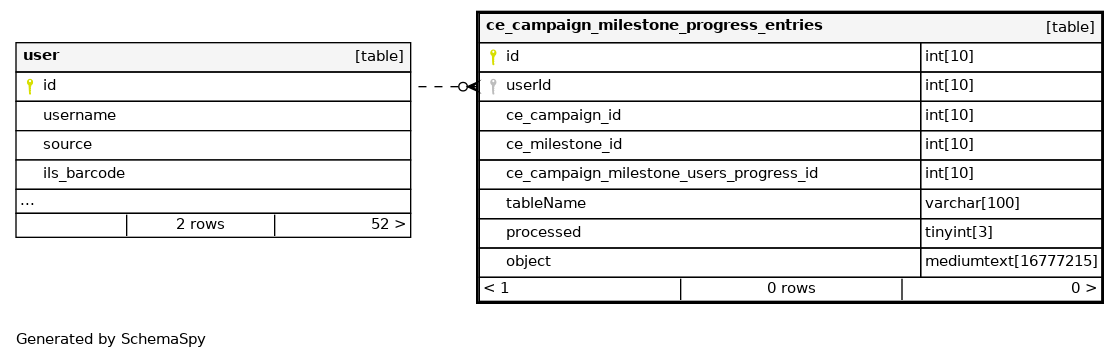 user [table]
id
username
source
ils_barcode
...
2 rows 52 >
ce_campaign_milestone_progress_entries [table]
id int[10]
userId int[10]
ce_campaign_id int[10]
ce_milestone_id int[10]
ce_campaign_milestone_users_progress_id int[10]
tableName varchar[100]
processed tinyint[3]
object mediumtext[16777215]
< 1 0 rows 0 >
Generated by SchemaSpy